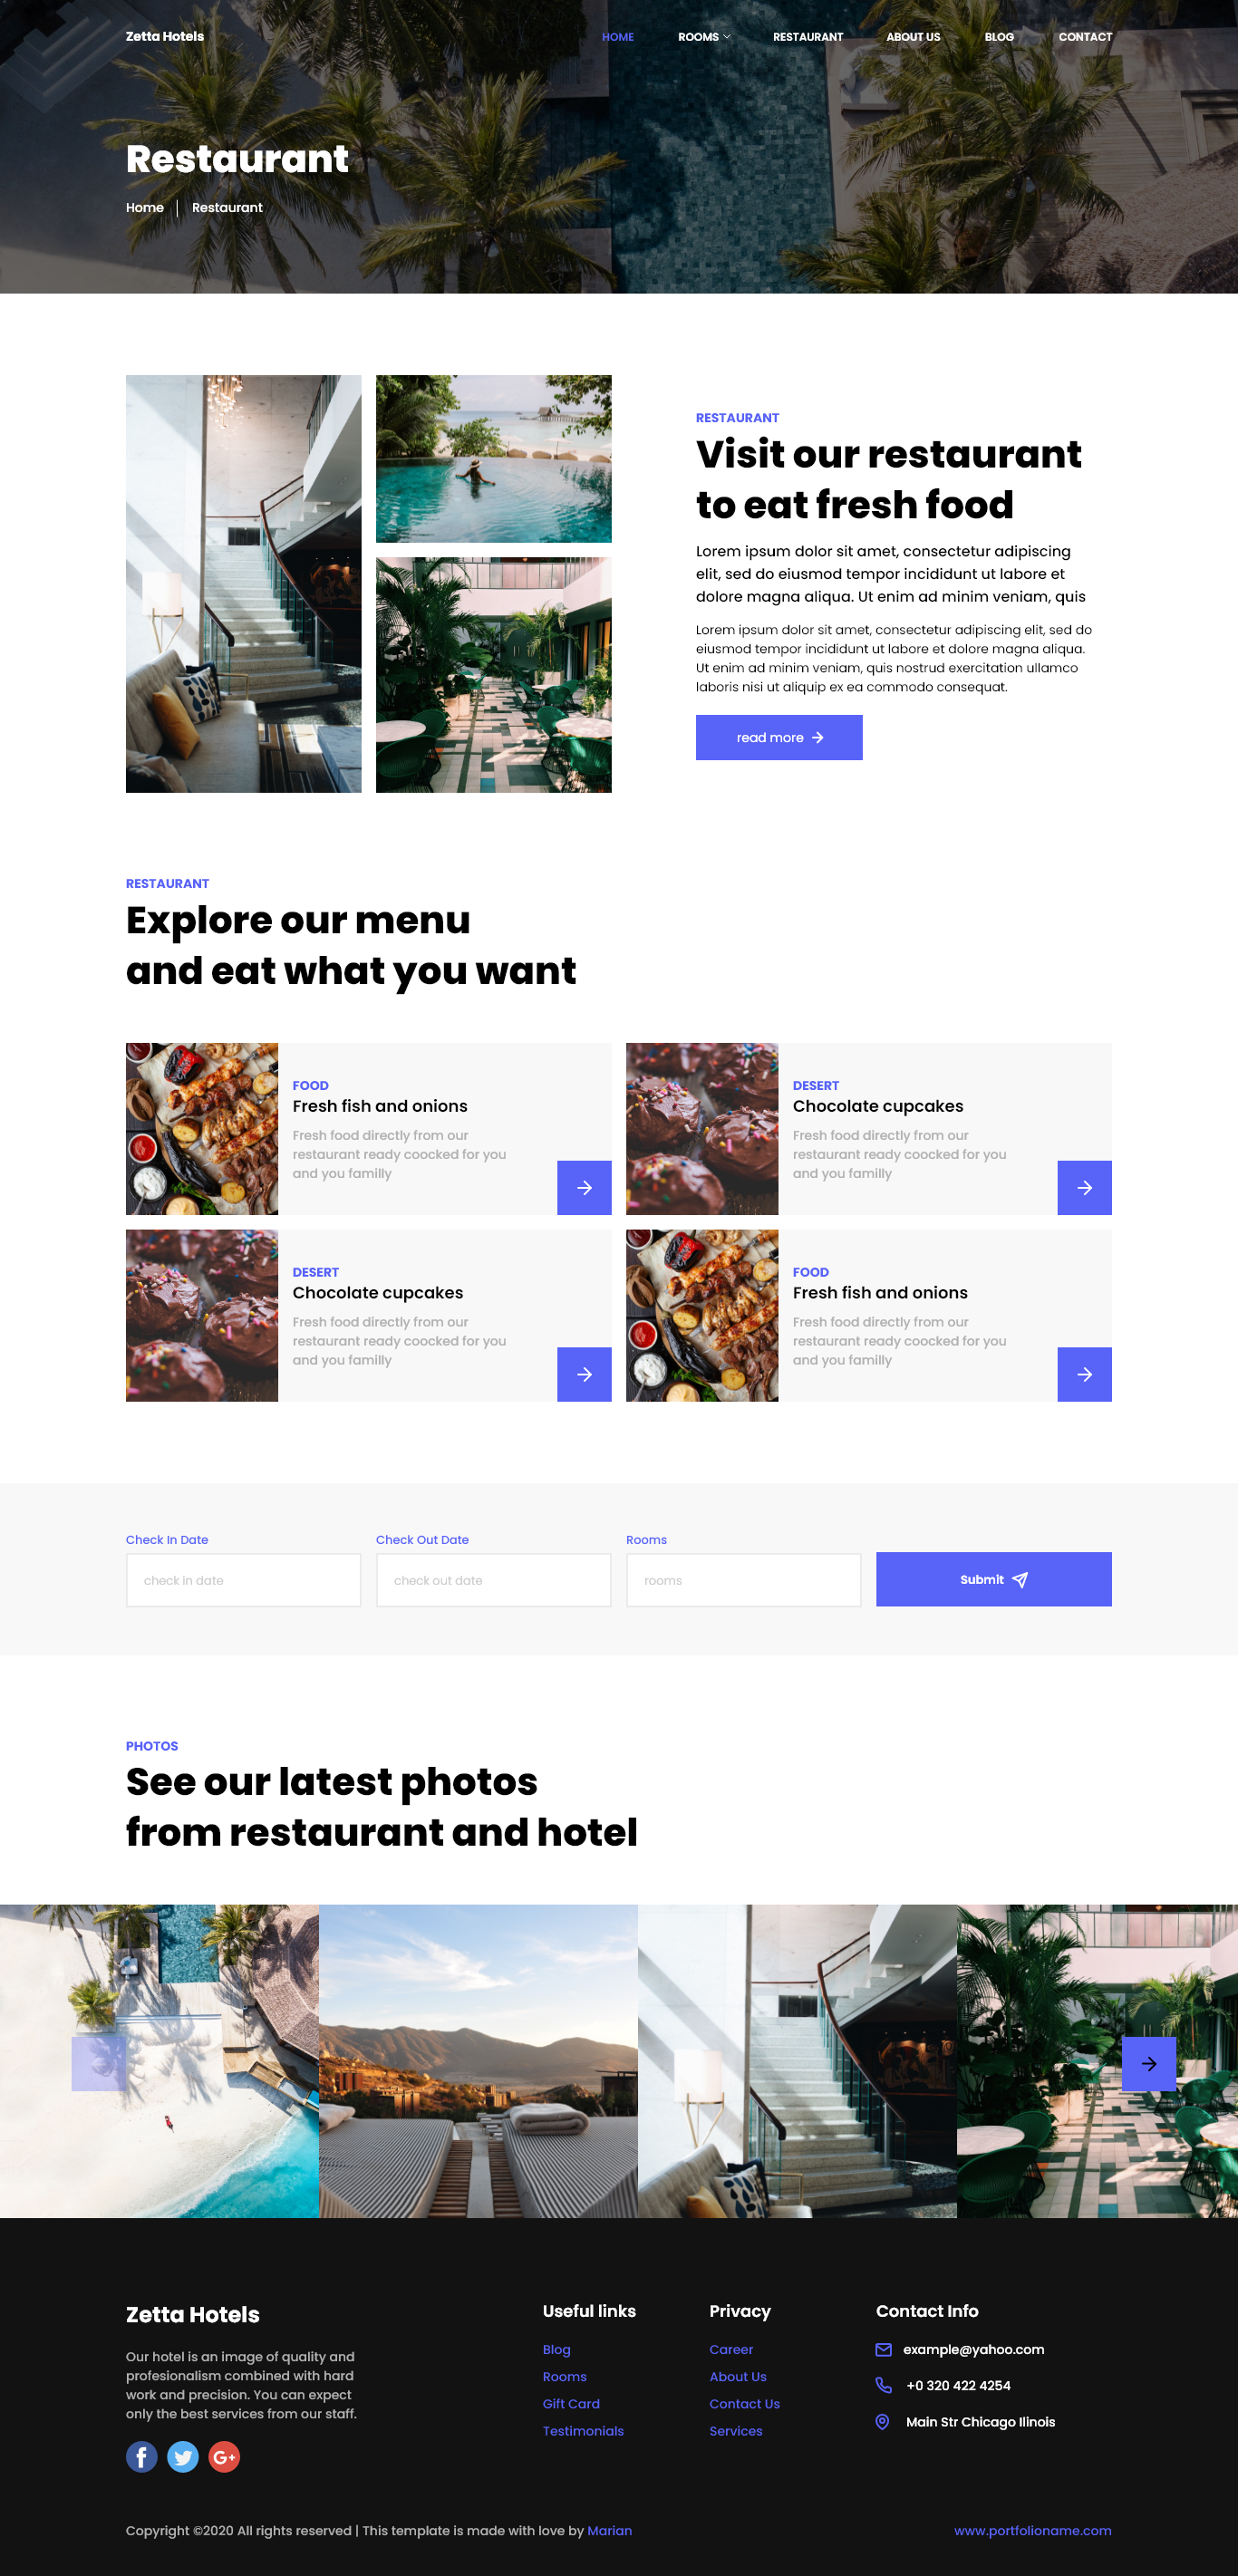 Zetta Hotels
HOME ROOMS RESTAURANT ABOUT US BLOG CONTACT
Restaurant
Home | Restaurant
RESTAURANT
Visit our restaurant
to eat fresh food
Lorem ipsum dolor sit amet, consectetur adipiscing
elit, sed do eiusmod tempor incididunt ut labore et
dolore magna aliqua. Ut enim ad minim veniam, quis
Lorem ipsum dolor sit amet, consectetur adipiscing elit, sed do
eiusmod tempor incididunt ut labore et dolore magna aliqua.
Ut enim ad minim veniam, quis nostrud exercitation ullamco
laboris nisi ut aliquip ex ea commodo consequat.
read more
RESTAURANT
Explore our menu
and eat what you want
FOOD
Fresh fish and onions
Fresh food directly from our
restaurant ready coocked for you
and you familly
DESERT
Chocolate cupcakes
Fresh food directly from our
restaurant ready coocked for you
and you familly
DESERT
Chocolate cupcakes
Fresh food directly from our
restaurant ready coocked for you
and you familly
FOOD
Fresh fish and onions
Fresh food directly from our
restaurant ready coocked for you
and you familly
Check In Date
check in date
Check Out Date
check out date
Rooms
rooms
Submit
PHOTOS
See our latest photos
from restaurant and hotel
Zetta Hotels
Our hotel is an image of quality and
profesionalism combined with hard
work and precision. You can expect
only the best services from our staff.
Useful links
Blog
Rooms
Gift Card
Testimonials
Privacy
Career
About Us
Contact Us
Services
Contact Info
example@yahoo.com
+0 320 422 4254
Main Str Chicago Ilinois
Copyright ©2020 All rights reserved | This template is made with love by Marian
www.portfolioname.com